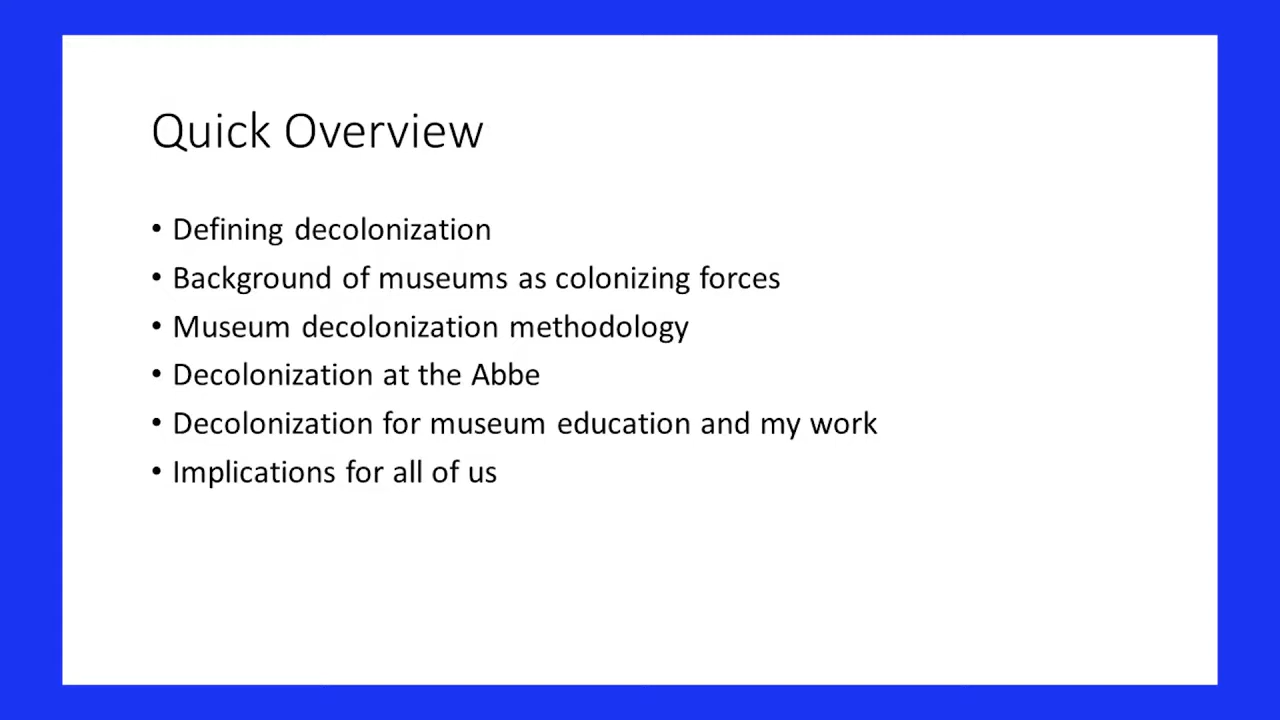 Quick Overview
• Defining decolonization
• Background of museums as colonizing forces
• Museum decolonization methodology
• Decolonization at the Abbe
• Decolonization for museum education and my work
• Implications for all of us